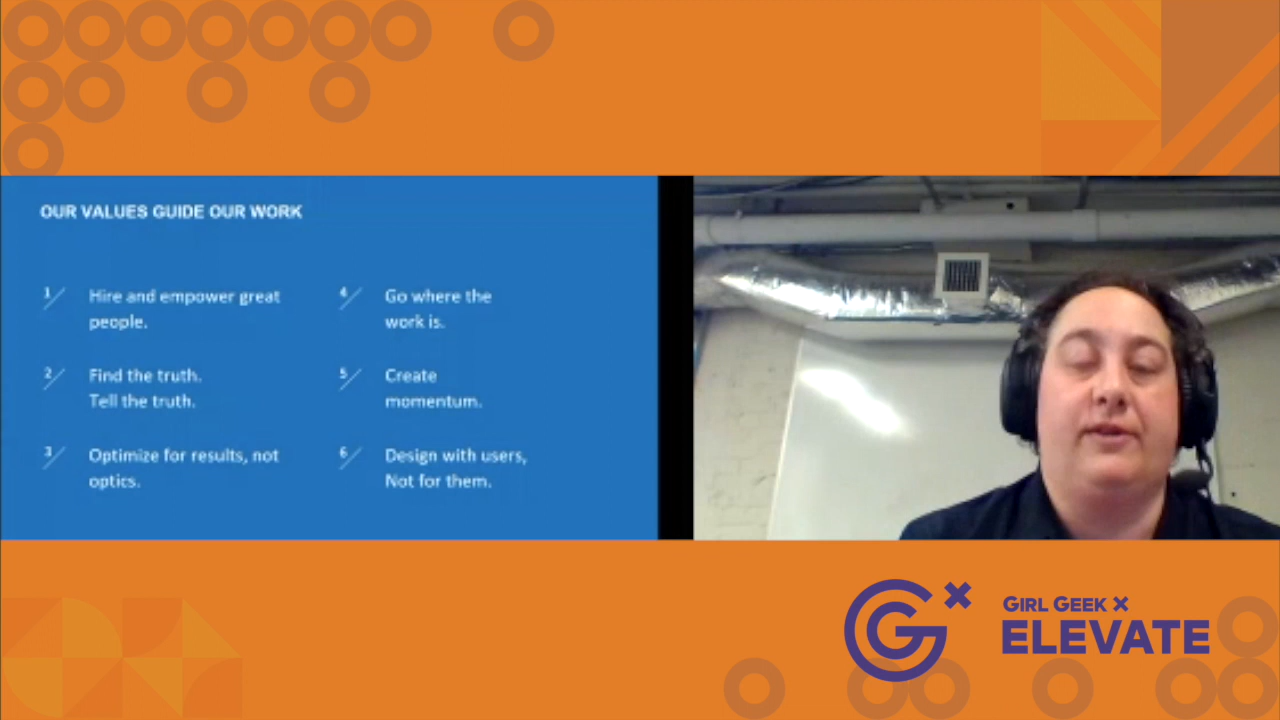 OUR VALUES GUIDE OUR WORK
1
Hire and empower great
people.
2
Find the truth.
Tell the truth.
3
Optimize for results, not
optics.
4
Go where the
work is.
5
Create
momentum.
6
Design with users,
Not for them.
GIRL GEEK X
ELEVATE